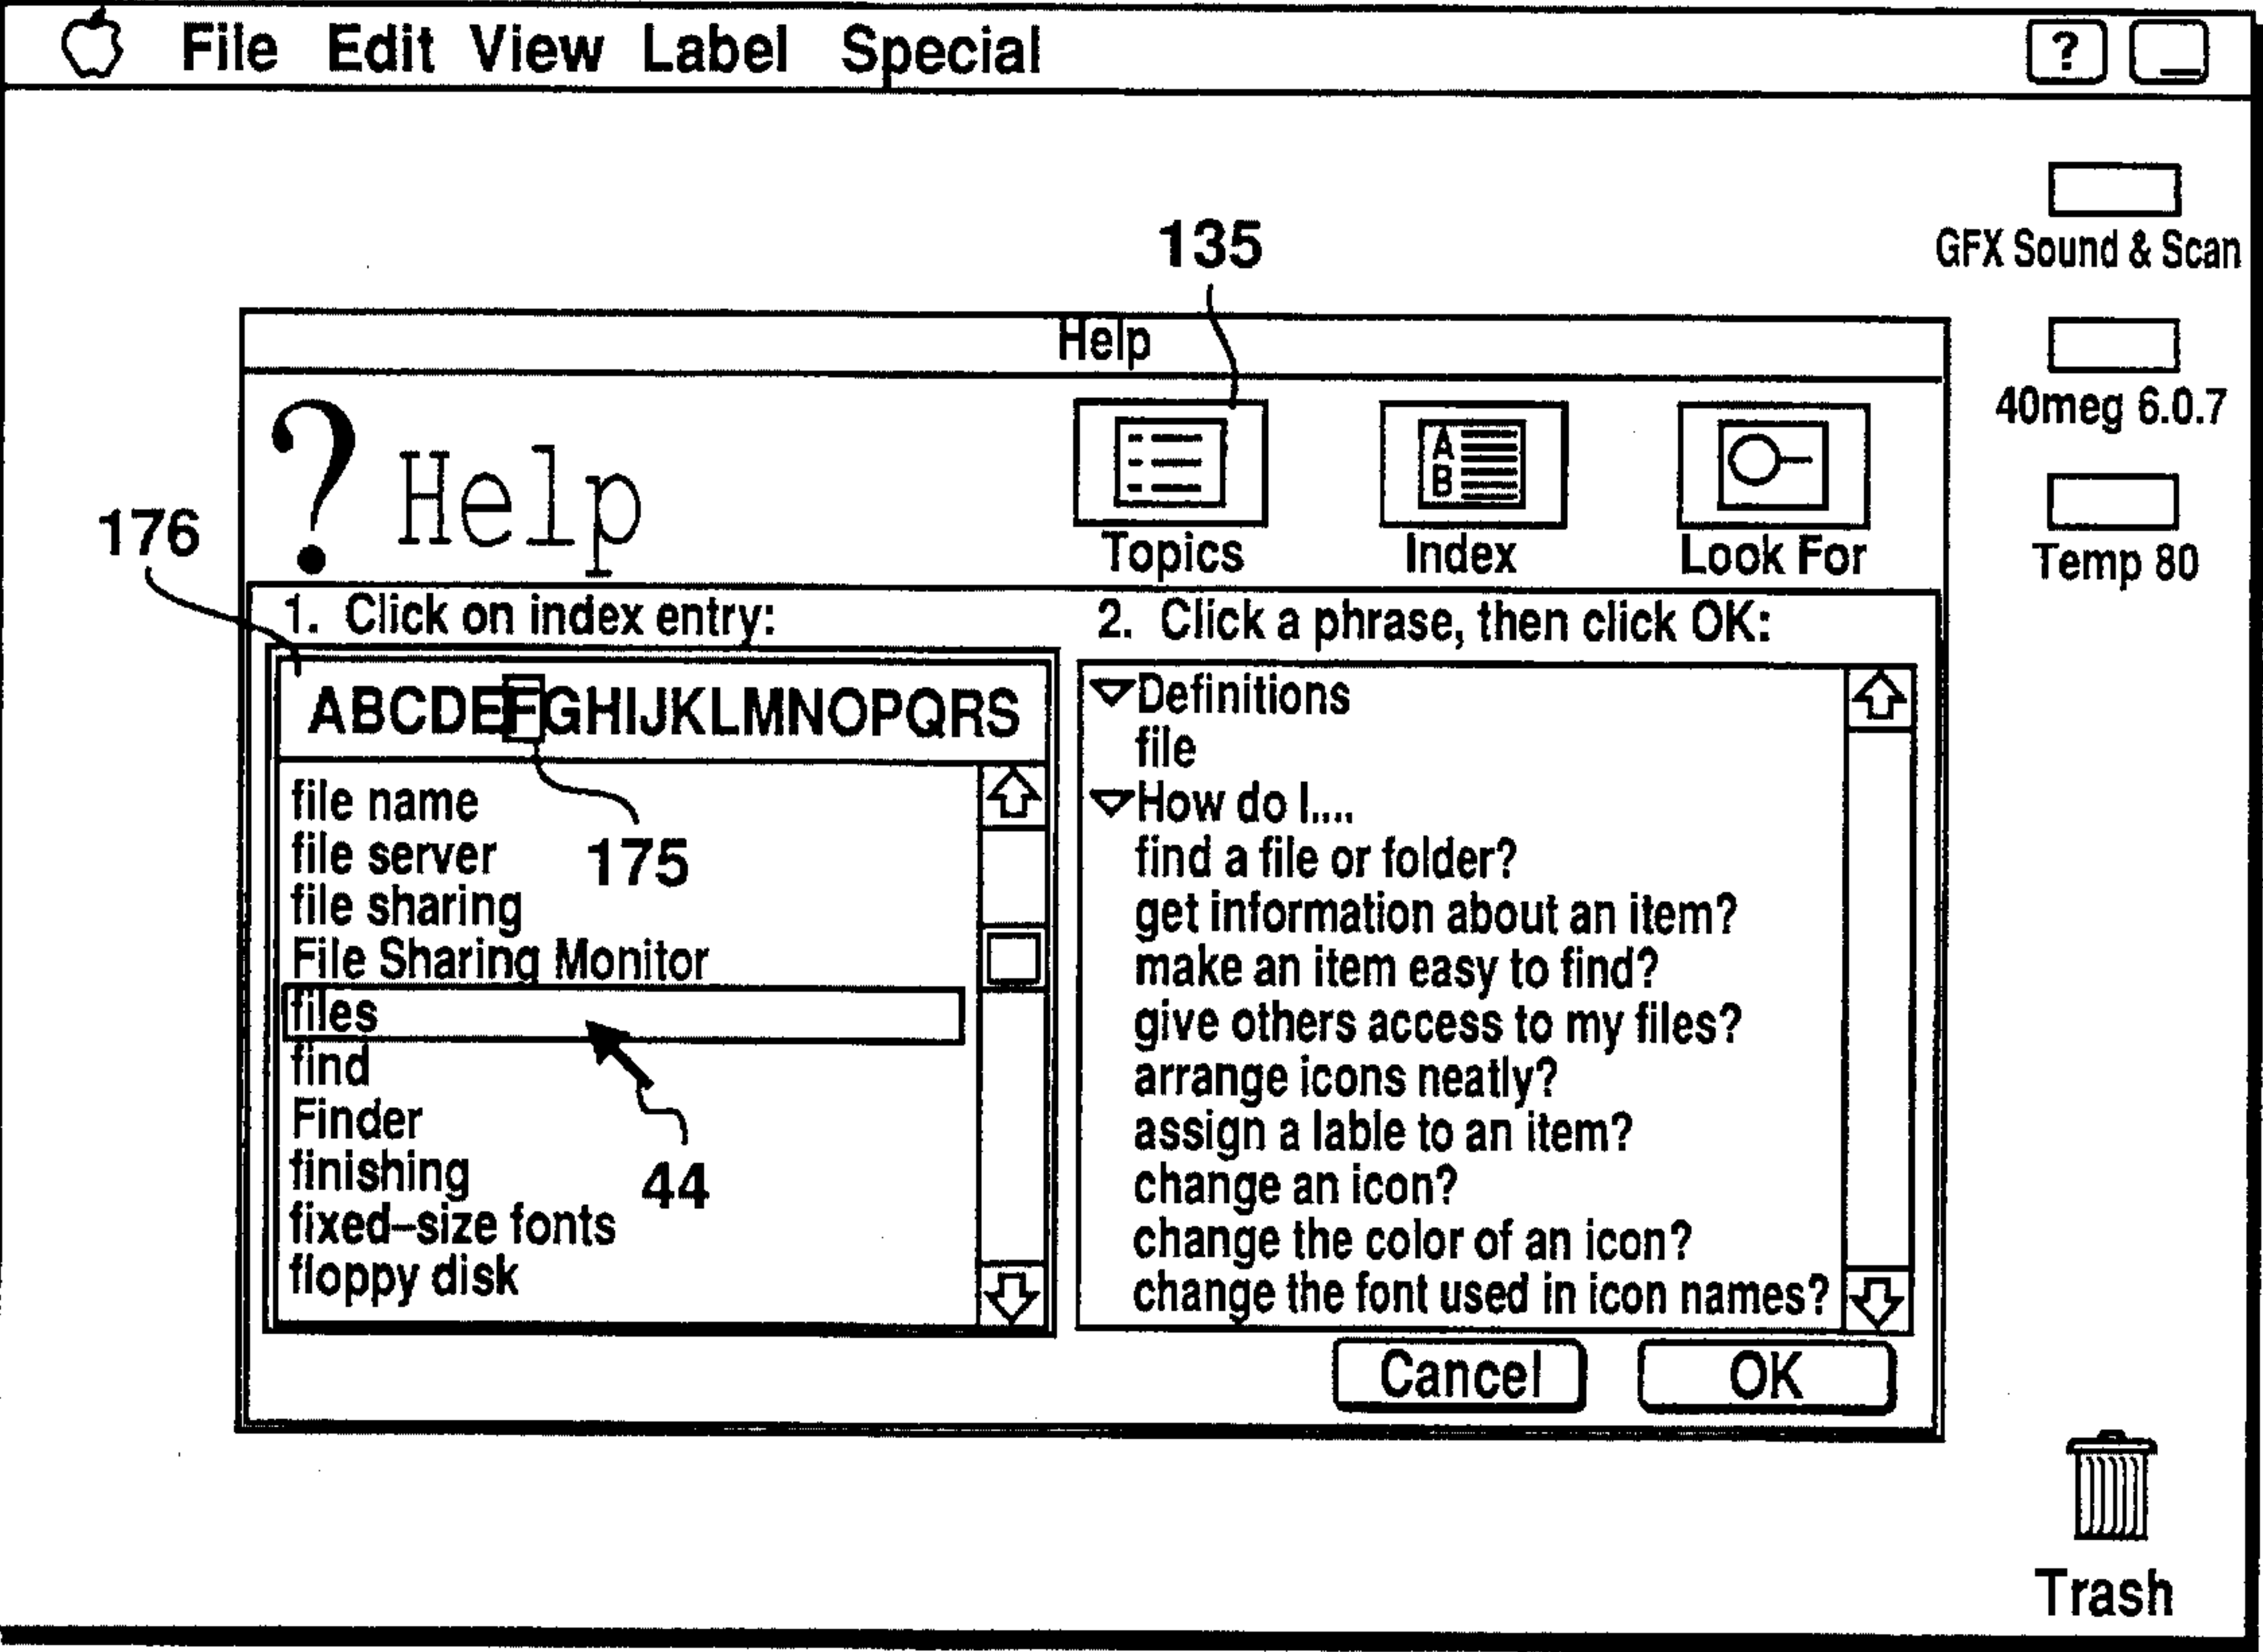 File Edit View Label Special ?
GFX Sound & Scan
135
Help
40meg 6.0.7
? Help
A
B
176
Topics Index Look For
Temp 80
1. Click on index entry:
2. Click a phrase, then click OK:
ABCDEFGHIJKLMNOPQRS
file name
file server
175
file sharing
File Sharing Monitor
files
find
Finder
finishing
44
fixed-size fonts
floppy disk
Definitions
file
How do I....
find a file or folder?
get information about an item?
make an item easy to find?
give others access to my files?
arrange icons neatly?
assign a lable to an item?
change an icon?
change the color of an icon?
change the font used in icon names?
Cancel OK
Trash